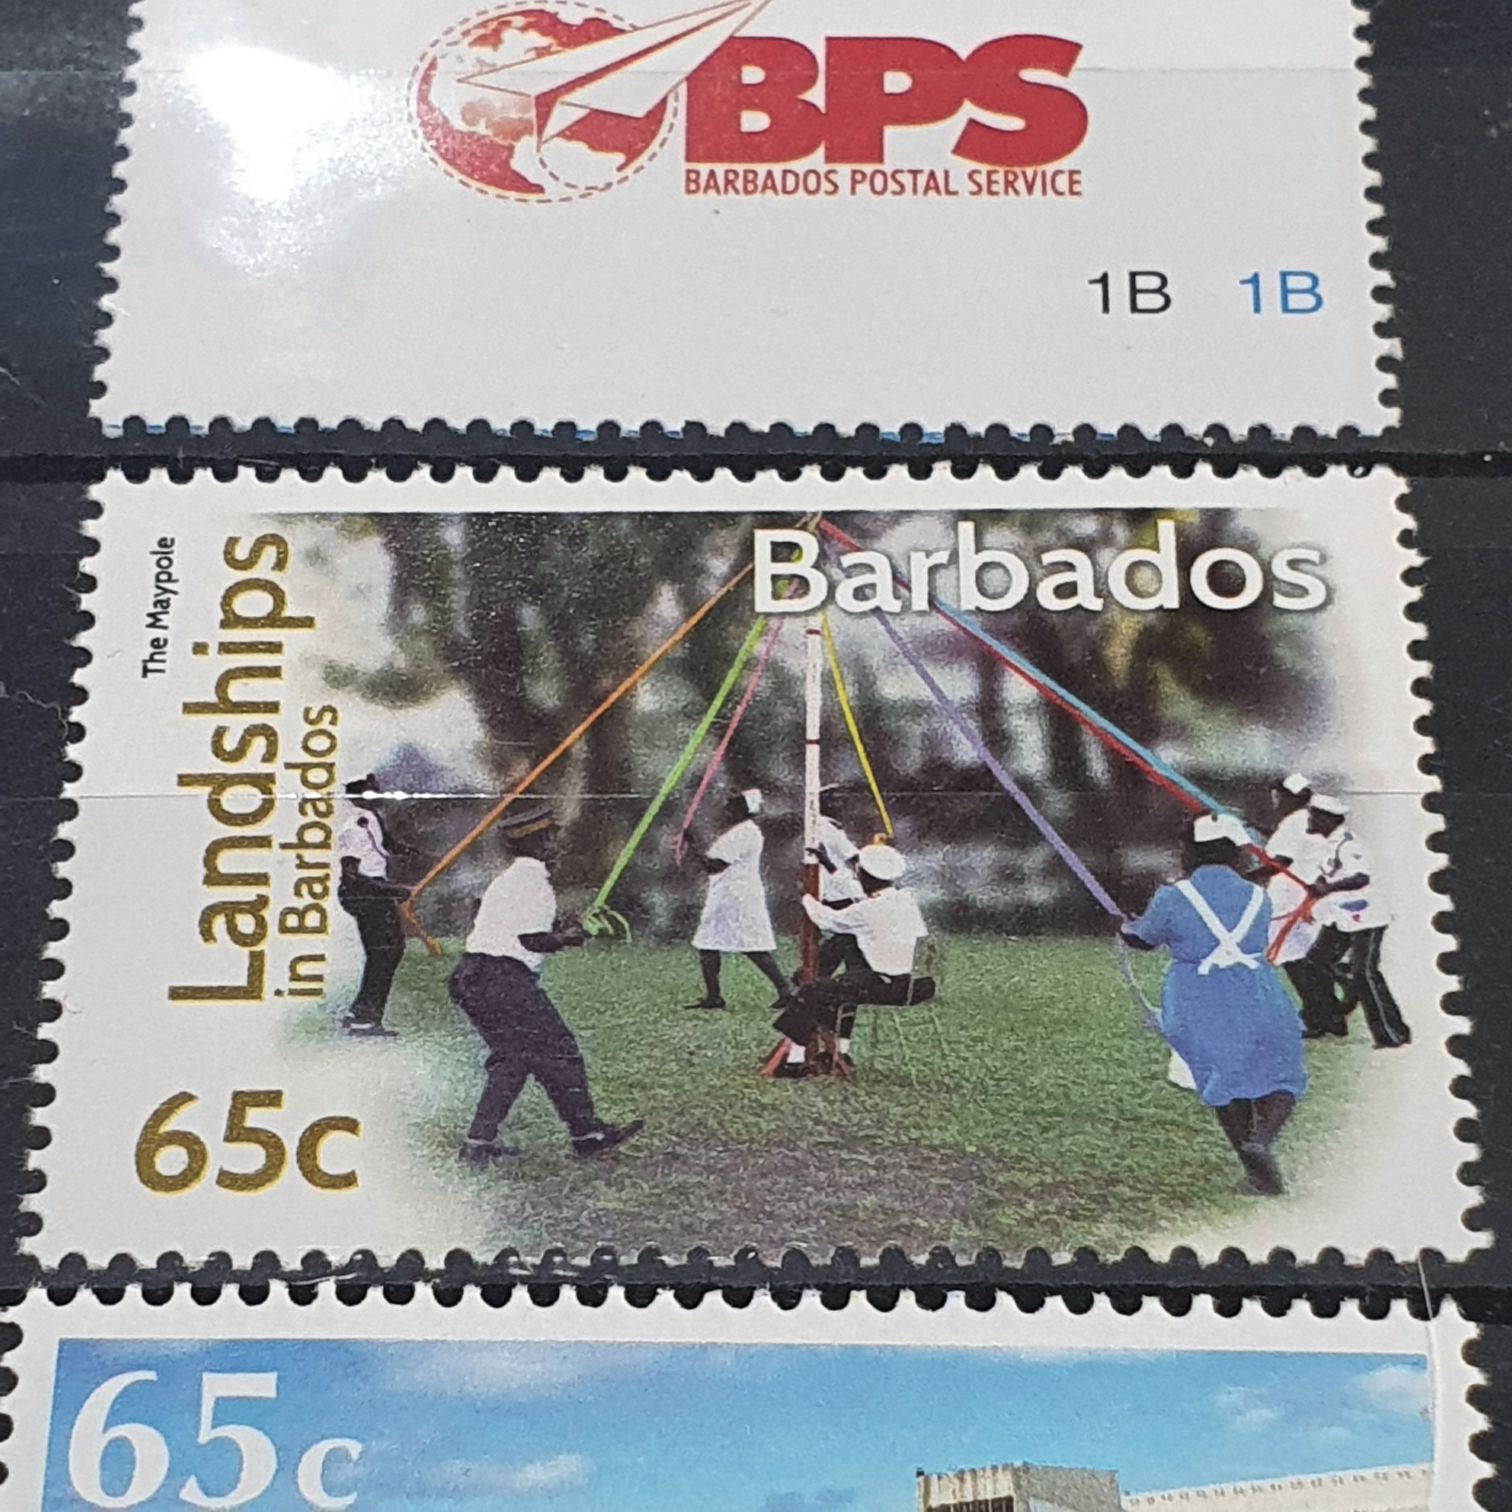 BPS
BARBADOS POSTAL SERVICE
1B 1B
Barbados
The Maypole
Landships
in Barbados
65c
65c